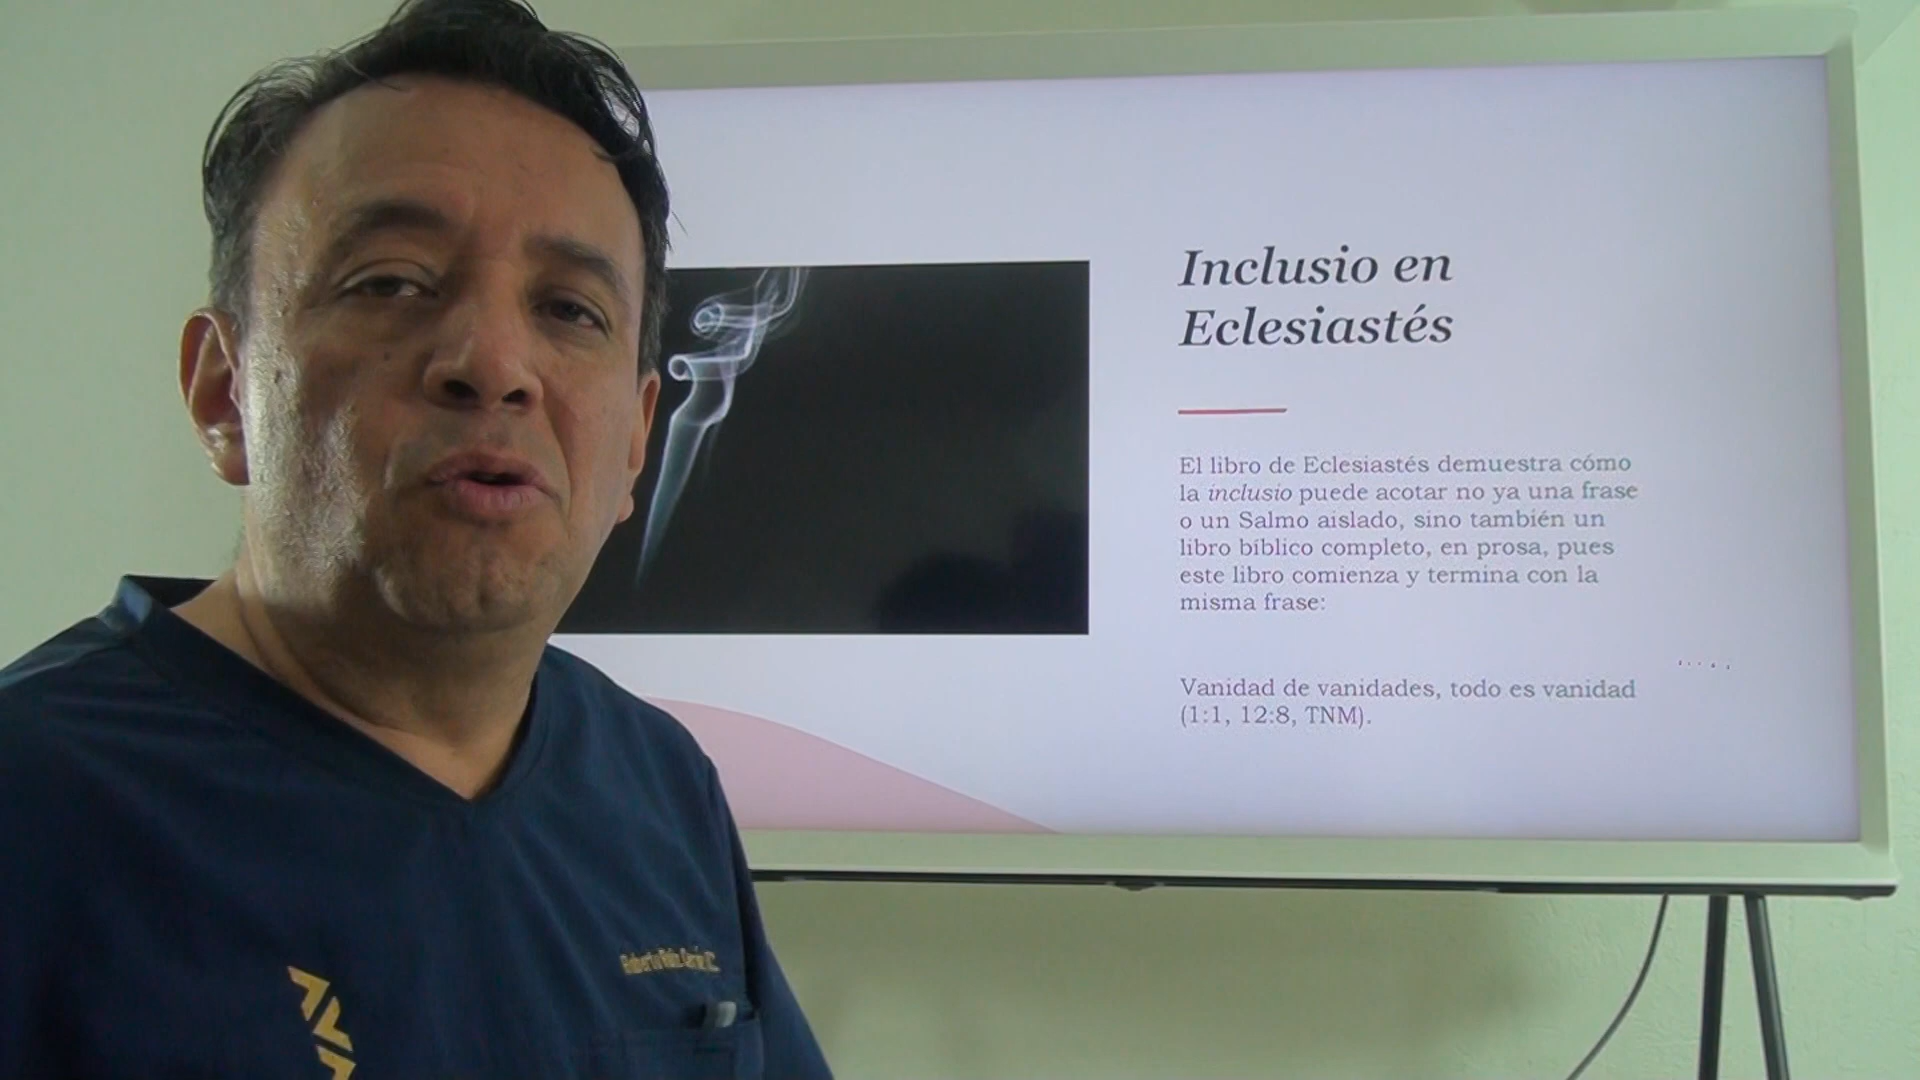 Inclusio en
Eclesiastés
El libro de Eclesiastés demuestra cómo
la inclusio puede acotar no ya una frase
o un Salmo aislado, sino también un
libro bíblico completo, en prosa, pues
este libro comienza y termina con la
misma frase:
Vanidad de vanidades, todo es vanidad
(1:1, 12:8, TNM).